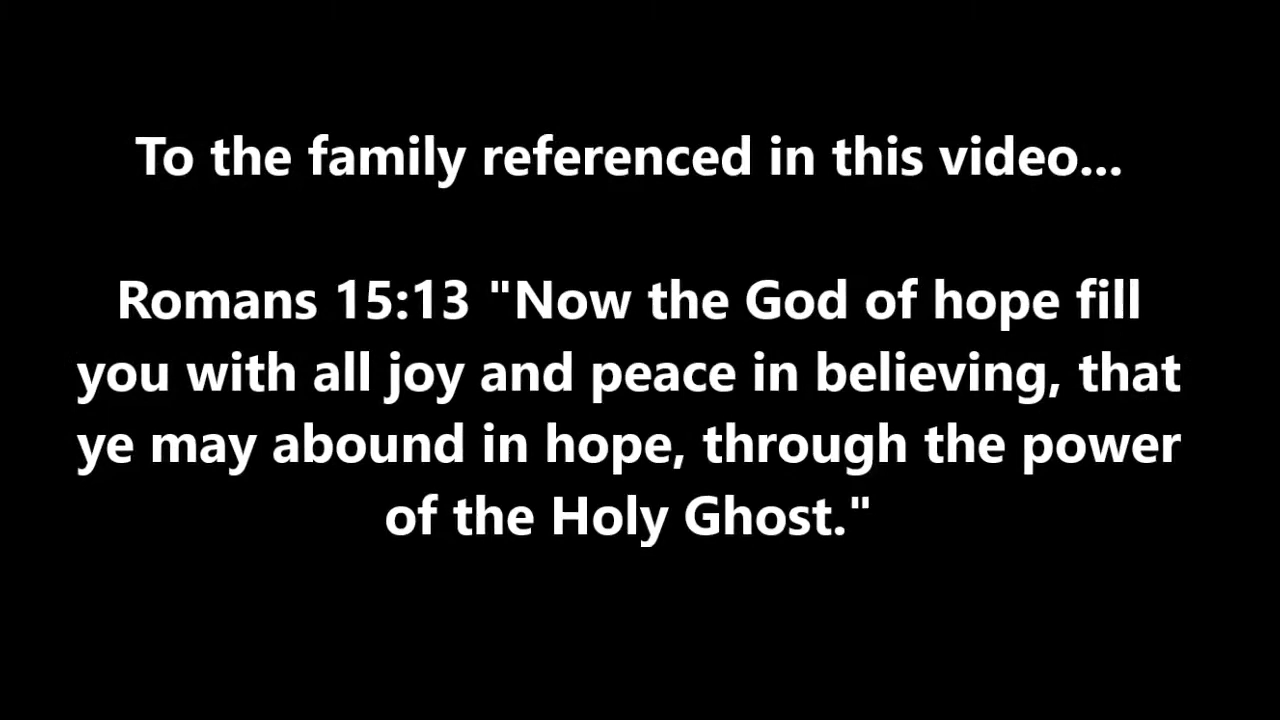 To the family referenced in this video...
Romans 15:13 "Now the God of hope fill
you with all joy and peace in believing, that
ye may abound in hope, through the power
of the Holy Ghost."